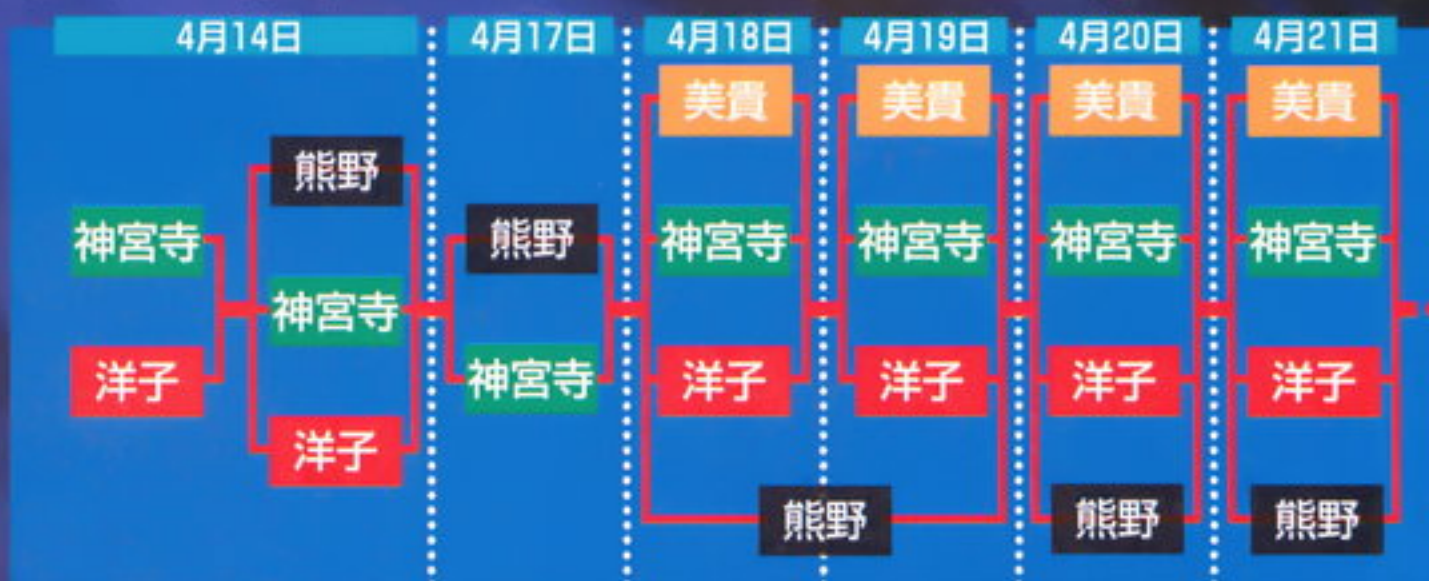 4月14日
4月17日
4月18日
4月19日
4月20日
4月21日
神宮寺
洋子
熊野
神宮寺
洋子
熊野
神宮寺
美貴
神宮寺
洋子
熊野
美貴
神宮寺
洋子
美貴
神宮寺
洋子
熊野
美貴
神宮寺
洋子
熊野